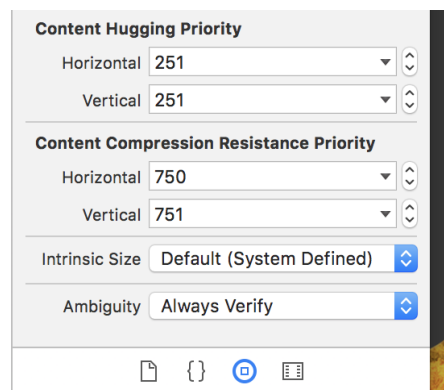 Content Hugging Priority
Horizontal 251
Vertical 251
Content Compression Resistance Priority
Horizontal 750
Vertical 751
Intrinsic Size Default (System Defined)
Ambiguity Always Verify